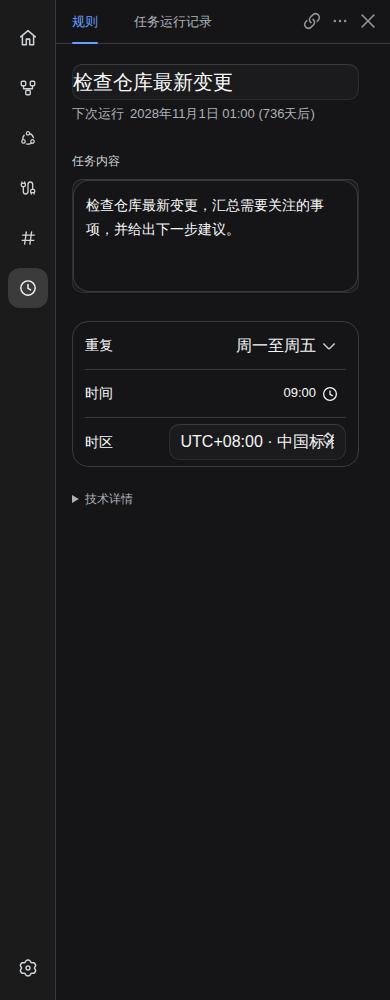 规则 任务运行记录
检查仓库最新变更
下次运行 2028年11月1日 01:00 (736天后)
任务内容
检查仓库最新变更，汇总需要关注的事
项，并给出下一步建议。
重复 周一至周五
时间 09:00
时区 UTC+08:00 · 中国标
技术详情